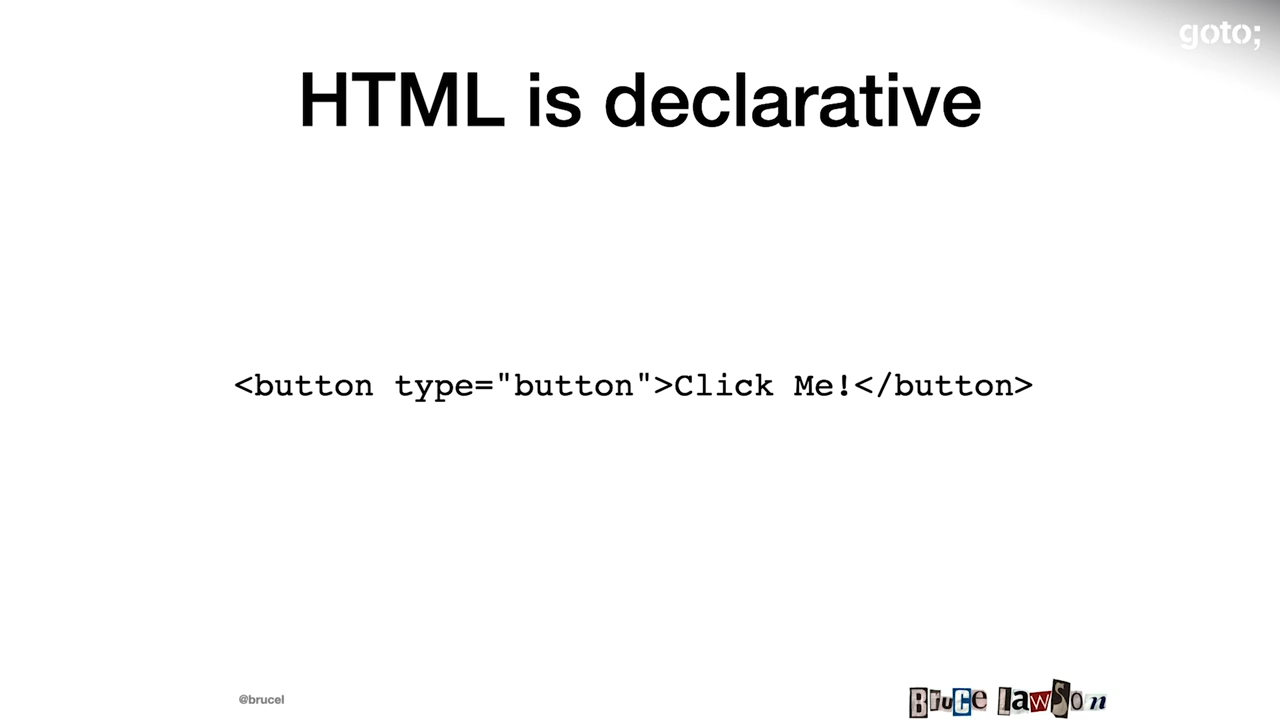 goto;
HTML is declarative
<button type="button">Click Me!</button>
@brucel
Bruce Lawson